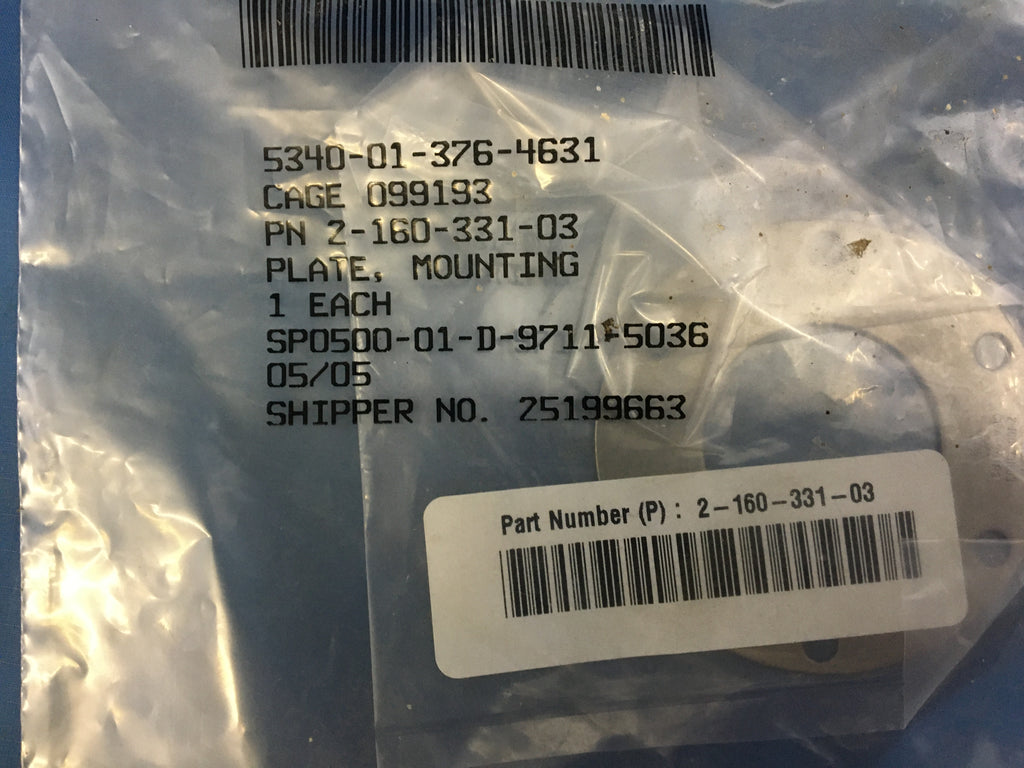 5340-01-376-4631
CAGE 099193
PN 2-160-331-03
PLATE, MOUNTING
1 EACH
SP0500-01-D-9711-5036
05/05
SHIPPER NO. 25199663
Part Number (P) : 2-160-331-03